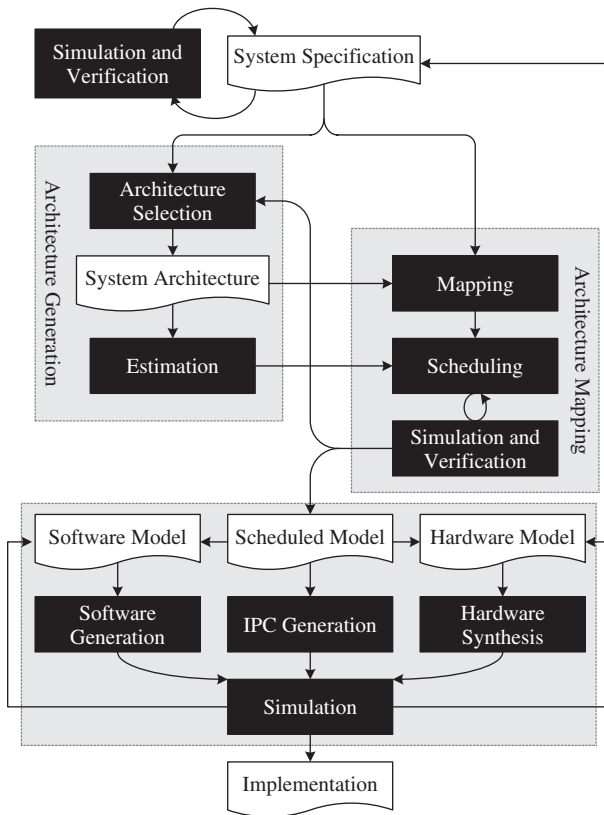 Simulation and
Verification
System Specification
Architecture Generation
Architecture
Selection
System Architecture
Estimation
Architecture Mapping
Mapping
Scheduling
Simulation and
Verification
Software Model
Scheduled Model
Hardware Model
Software
Generation
IPC Generation
Hardware
Synthesis
Simulation
Implementation